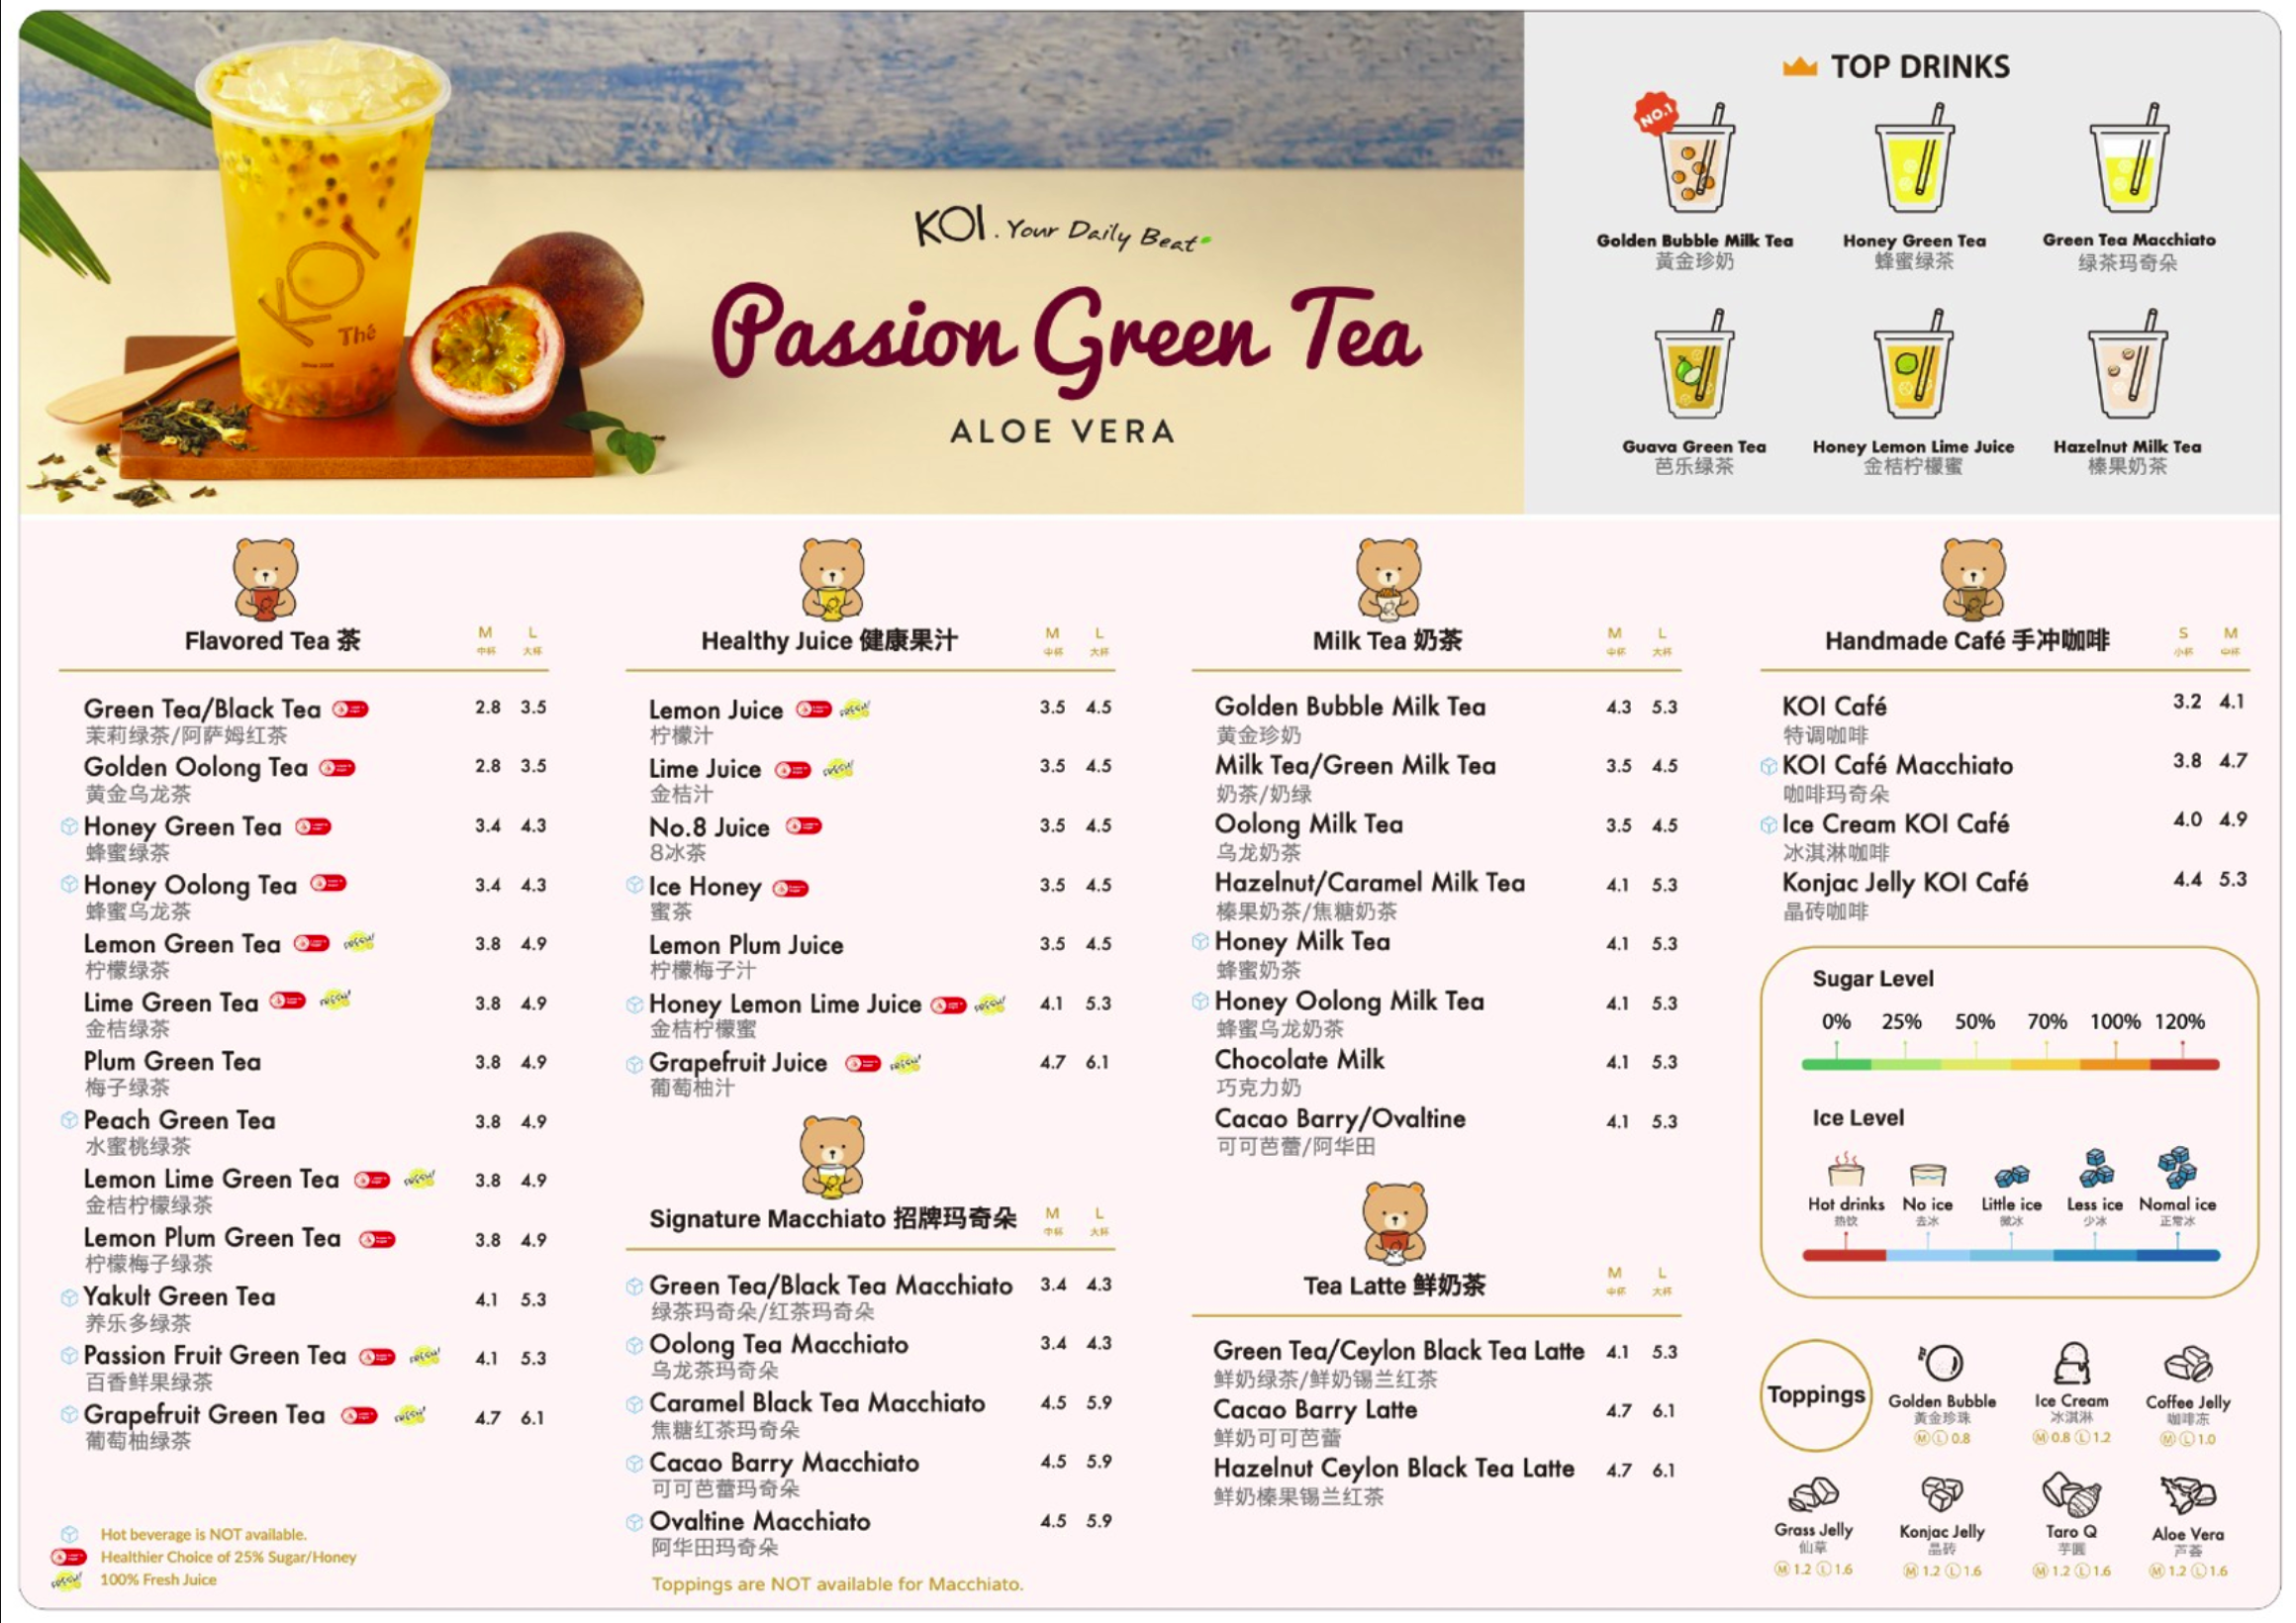 KOI
Thé
KOI. Your Daily Beat
Passion Green Tea
ALOE VERA
TOP DRINKS
NO.1
Golden Bubble Milk Tea
黃金珍奶
Honey Green Tea
蜂蜜绿茶
Green Tea Macchiato
绿茶玛奇朵
Guava Green Tea
芭乐绿茶
Honey Lemon Lime Juice
金桔柠檬蜜
Hazelnut Milk Tea
榛果奶茶
Flavored Tea 茶
M L
中杯 大杯
Green Tea/Black Tea 2.8 3.5
茉莉绿茶/阿萨姆红茶
Golden Oolong Tea 2.8 3.5
黄金乌龙茶
Honey Green Tea 3.4 4.3
蜂蜜绿茶
Honey Oolong Tea 3.4 4.3
蜂蜜乌龙茶
Lemon Green Tea FRESH! 3.8 4.9
柠檬绿茶
Lime Green Tea FRESH! 3.8 4.9
金桔绿茶
Plum Green Tea 3.8 4.9
梅子绿茶
Peach Green Tea 3.8 4.9
水蜜桃绿茶
Lemon Lime Green Tea FRESH! 3.8 4.9
金桔柠檬绿茶
Lemon Plum Green Tea 3.8 4.9
柠檬梅子绿茶
Yakult Green Tea 4.1 5.3
养乐多绿茶
Passion Fruit Green Tea FRESH! 4.1 5.3
百香鲜果绿茶
Grapefruit Green Tea FRESH! 4.7 6.1
葡萄柚绿茶
Hot beverage is NOT available.
Healthier Choice of 25% Sugar/Honey
FRESH! 100% Fresh Juice
Healthy Juice 健康果汁
M L
中杯 大杯
Lemon Juice FRESH! 3.5 4.5
柠檬汁
Lime Juice FRESH! 3.5 4.5
金桔汁
No.8 Juice 3.5 4.5
8冰茶
Ice Honey 3.5 4.5
蜜茶
Lemon Plum Juice 3.5 4.5
柠檬梅子汁
Honey Lemon Lime Juice FRESH! 4.1 5.3
金桔柠檬蜜
Grapefruit Juice FRESH! 4.7 6.1
葡萄柚汁
Signature Macchiato 招牌玛奇朵
M L
中杯 大杯
Green Tea/Black Tea Macchiato 3.4 4.3
绿茶玛奇朵/红茶玛奇朵
Oolong Tea Macchiato 3.4 4.3
乌龙茶玛奇朵
Caramel Black Tea Macchiato 4.5 5.9
焦糖红茶玛奇朵
Cacao Barry Macchiato 4.5 5.9
可可芭蕾玛奇朵
Ovaltine Macchiato 4.5 5.9
阿华田玛奇朵
Toppings are NOT available for Macchiato.
Milk Tea 奶茶
M L
中杯 大杯
Golden Bubble Milk Tea 4.3 5.3
黄金珍奶
Milk Tea/Green Milk Tea 3.5 4.5
奶茶/奶绿
Oolong Milk Tea 3.5 4.5
乌龙奶茶
Hazelnut/Caramel Milk Tea 4.1 5.3
榛果奶茶/焦糖奶茶
Honey Milk Tea 4.1 5.3
蜂蜜奶茶
Honey Oolong Milk Tea 4.1 5.3
蜂蜜乌龙奶茶
Chocolate Milk 4.1 5.3
巧克力奶
Cacao Barry/Ovaltine 4.1 5.3
可可芭蕾/阿华田
Tea Latte 鲜奶茶
M L
中杯 大杯
Green Tea/Ceylon Black Tea Latte 4.1 5.3
鲜奶绿茶/鲜奶锡兰红茶
Cacao Barry Latte 4.7 6.1
鲜奶可可芭蕾
Hazelnut Ceylon Black Tea Latte 4.7 6.1
鲜奶榛果锡兰红茶
Handmade Café 手冲咖啡
S M
小杯 中杯
KOI Café 3.2 4.1
特调咖啡
KOI Café Macchiato 3.8 4.7
咖啡玛奇朵
Ice Cream KOI Café 4.0 4.9
冰淇淋咖啡
Konjac Jelly KOI Café 4.4 5.3
晶砖咖啡
Sugar Level
0% 25% 50% 70% 100% 120%
Ice Level
Hot drinks No ice Little ice Less ice Nomal ice
热饮 去冰 微冰 少冰 正常冰
Toppings
Golden Bubble
黃金珍珠
M L 0.8
Ice Cream
冰淇淋
M 0.8 L 1.2
Coffee Jelly
咖啡冻
M L 1.0
Grass Jelly
仙草
M 1.2 L 1.6
Konjac Jelly
晶砖
M 1.2 L 1.6
Taro Q
芋圆
M 1.2 L 1.6
Aloe Vera
芦荟
M 1.2 L 1.6